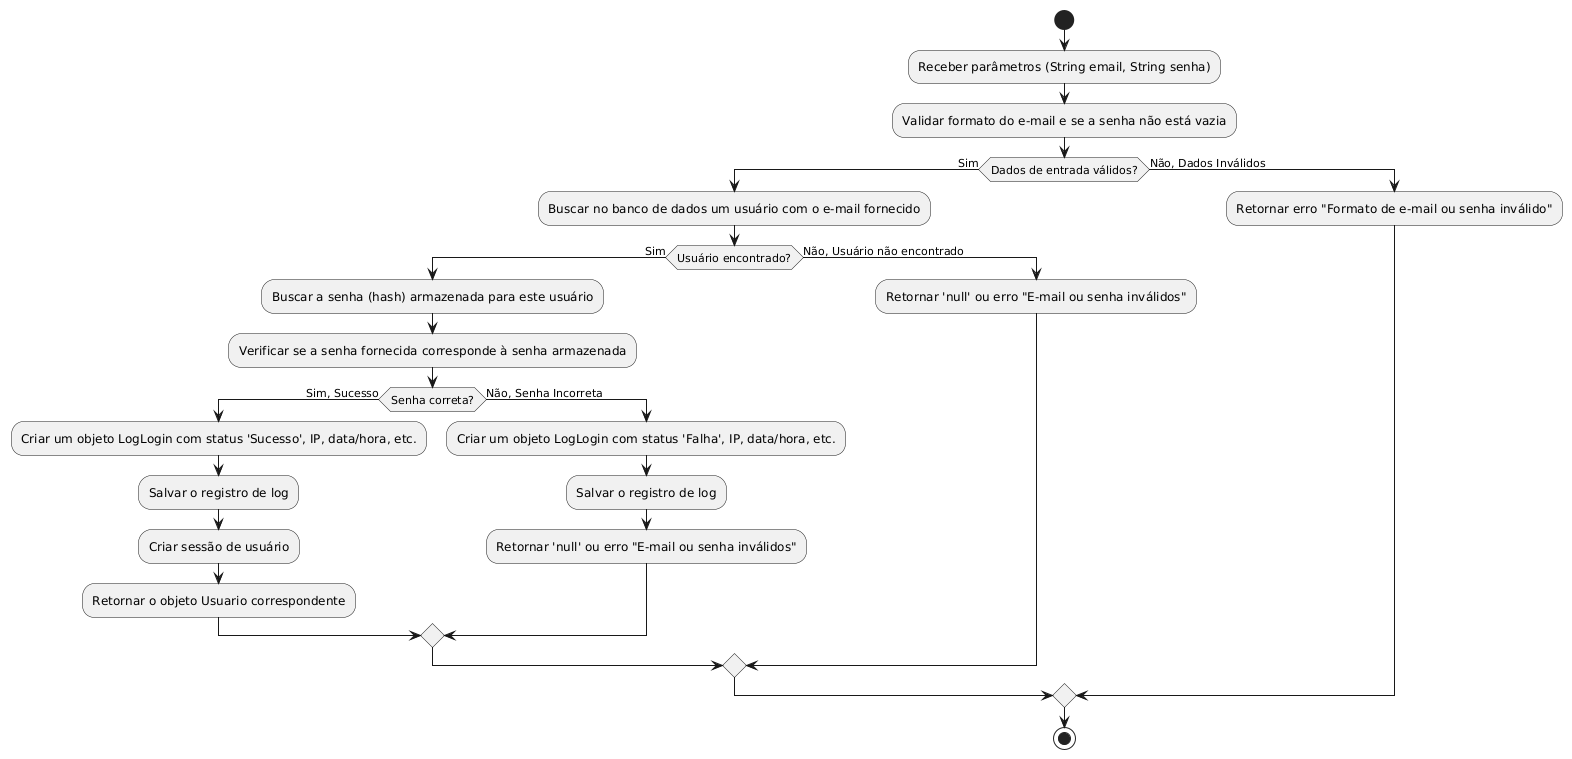 Receber parâmetros (String email, String senha)
Validar formato do e-mail e se a senha não está vazia
Sim
Dados de entrada válidos?
Não, Dados Inválidos
Buscar no banco de dados um usuário com o e-mail fornecido
Retornar erro "Formato de e-mail ou senha inválido"
Sim
Usuário encontrado?
Não, Usuário não encontrado
Buscar a senha (hash) armazenada para este usuário
Retornar 'null' ou erro "E-mail ou senha inválidos"
Verificar se a senha fornecida corresponde à senha armazenada
Sim, Sucesso
Senha correta?
Não, Senha Incorreta
Criar um objeto LogLogin com status 'Sucesso', IP, data/hora, etc.
Criar um objeto LogLogin com status 'Falha', IP, data/hora, etc.
Salvar o registro de log
Salvar o registro de log
Criar sessão de usuário
Retornar 'null' ou erro "E-mail ou senha inválidos"
Retornar o objeto Usuario correspondente